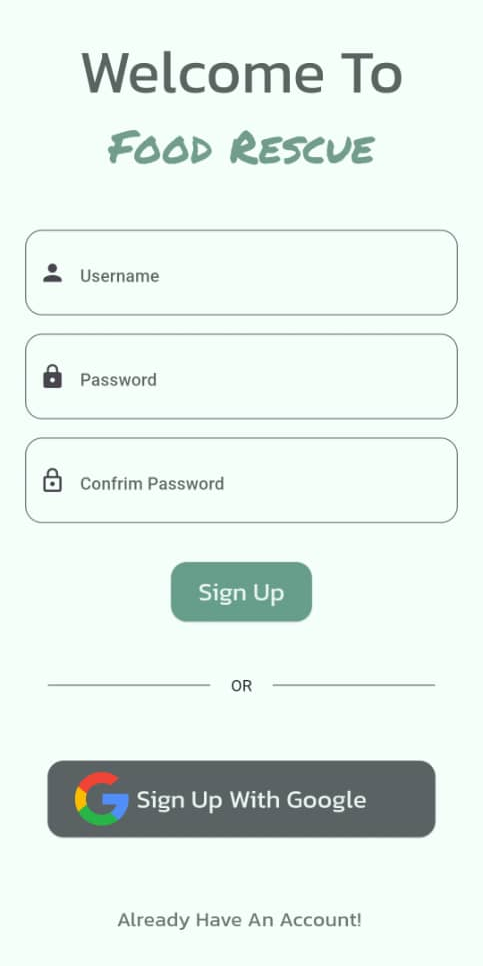 Welcome To
Food Rescue
Username
Password
Confrim Password
Sign Up
OR
Sign Up With Google
Already Have An Account!